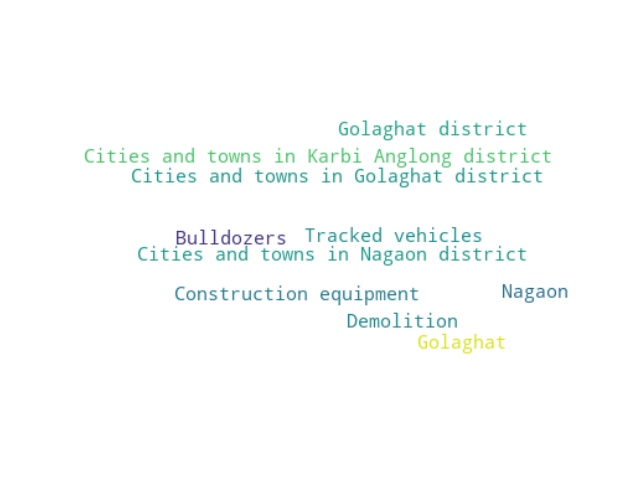 Golaghat district
Cities and towns in Karbi Anglong district
Cities and towns in Golaghat district
Bulldozers Tracked vehicles
Cities and towns in Nagaon district
Construction equipment Nagaon
Demolition
Golaghat